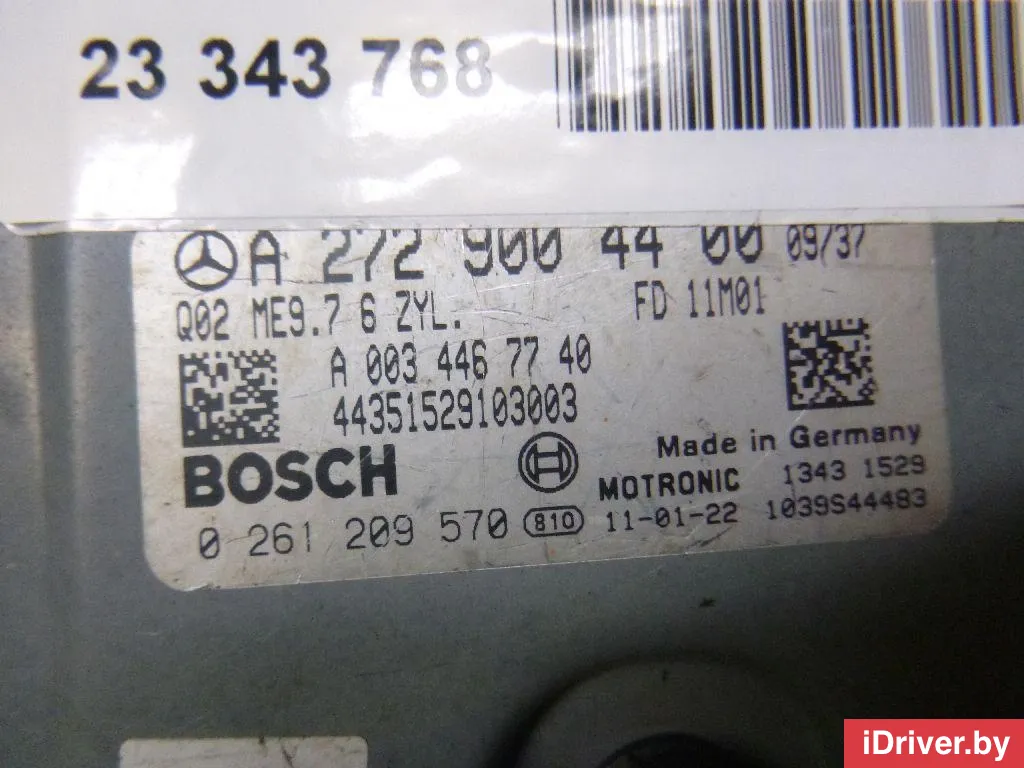 23 343 768
A 272 900 44 00 09/37
Q02 ME9.7 6 ZYL. FD 11M01
A 003 446 77 40
44351529103003
Made in Germany
BOSCH MOTRONIC 1343 1529
0 261 209 570 810 11-01-22 1039S44483
iDriver.by